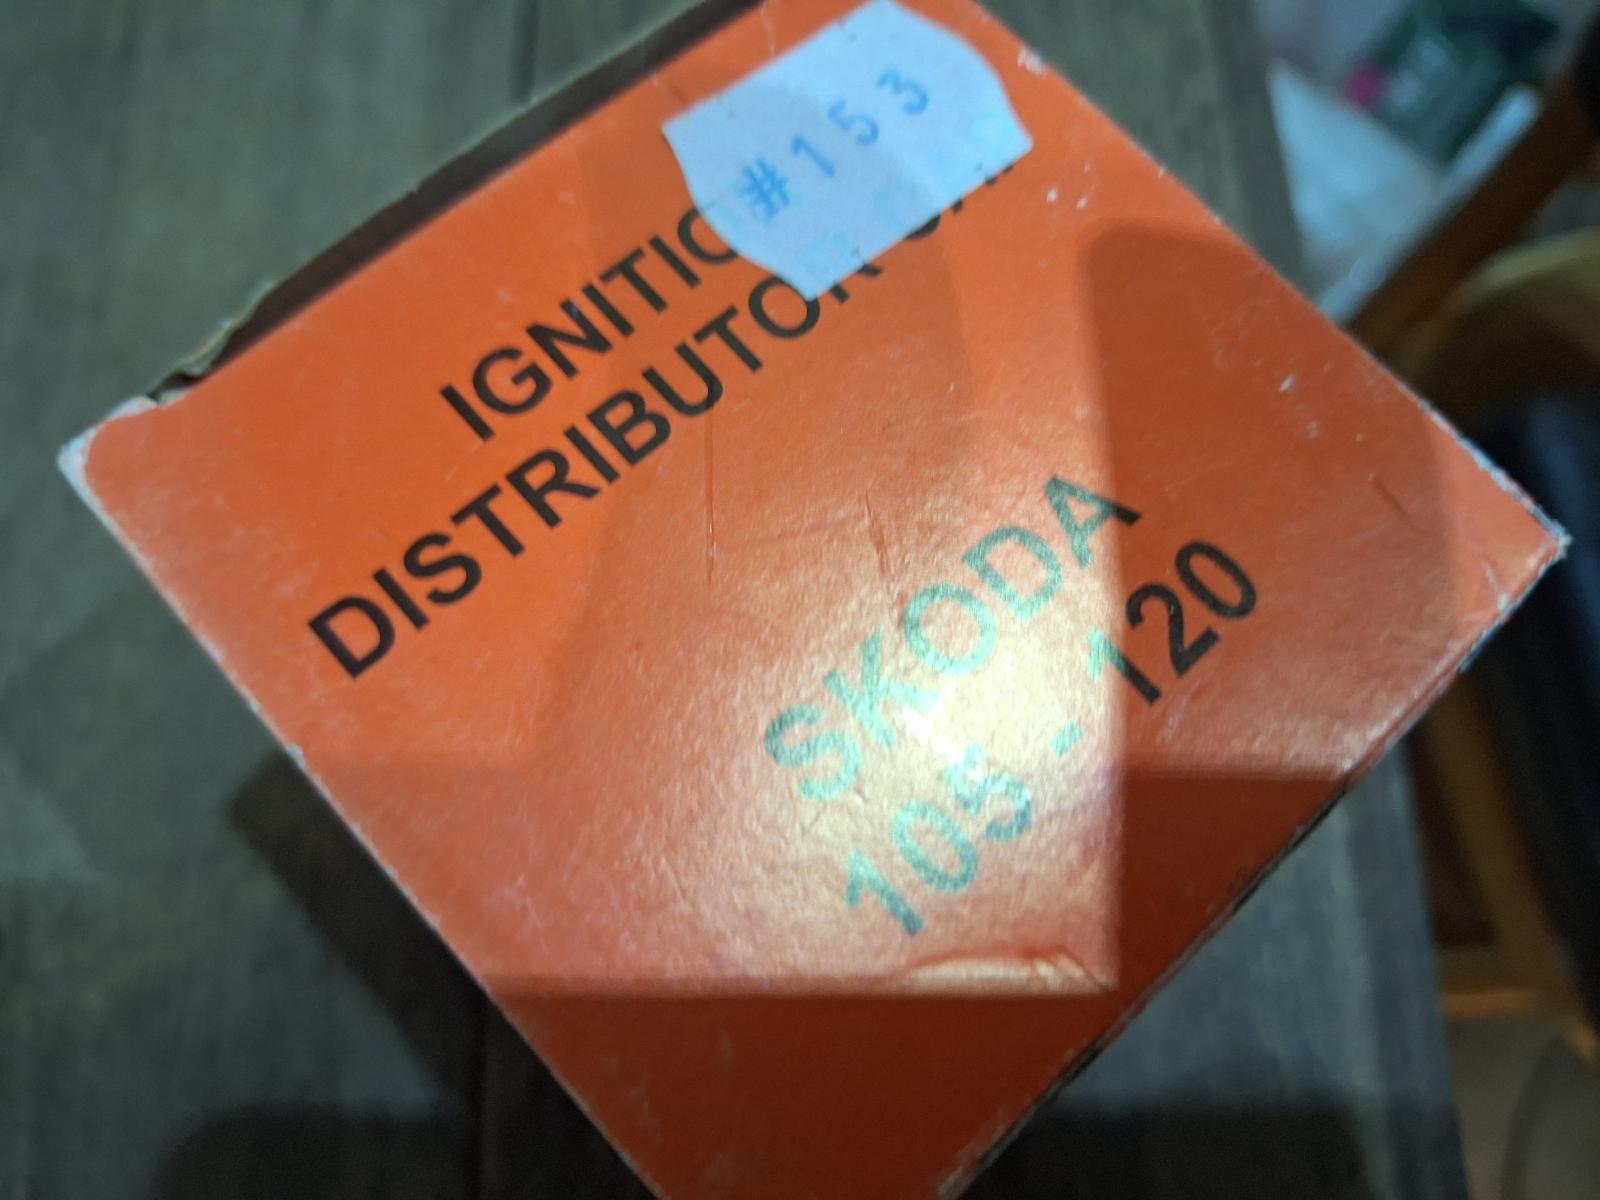 #153
IGNITIO
DISTRIBUTOR
SKODA
105 - 120